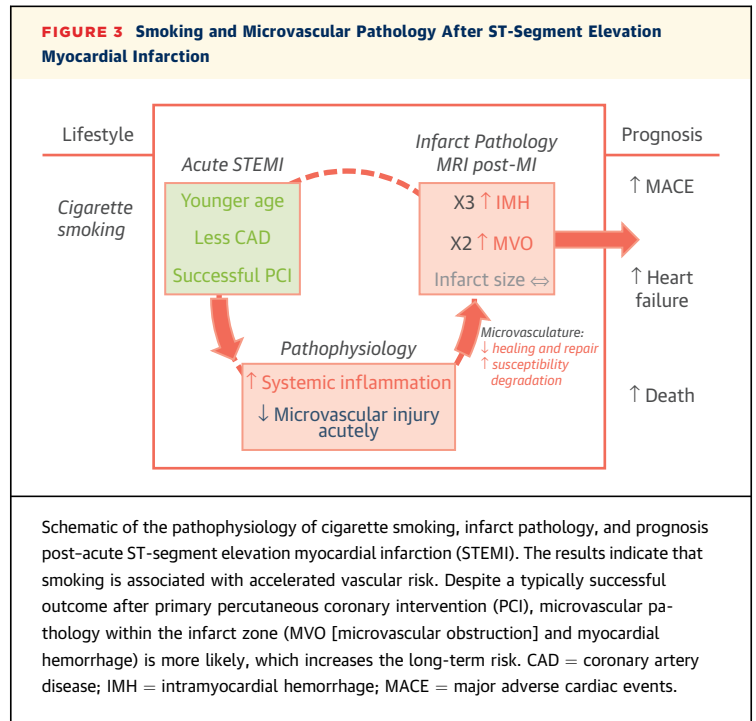 FIGURE 3 Smoking and Microvascular Pathology After ST-Segment Elevation
Myocardial Infarction
Lifestyle
Cigarette
smoking
Acute STEMI
Younger age
Less CAD
Successful PCI
Pathophysiology
↑ Systemic inflammation
↓ Microvascular injury
acutely
Infarct Pathology
MRI post-MI
X3 ↑ IMH
X2 ↑ MVO
Infarct size ⇔
Microvasculature:
↓ healing and repair
↑ susceptibility
degradation
Prognosis
↑ MACE
↑ Heart
failure
↑ Death
Schematic of the pathophysiology of cigarette smoking, infarct pathology, and prognosis
post–acute ST-segment elevation myocardial infarction (STEMI). The results indicate that
smoking is associated with accelerated vascular risk. Despite a typically successful
outcome after primary percutaneous coronary intervention (PCI), microvascular pa-
thology within the infarct zone (MVO [microvascular obstruction] and myocardial
hemorrhage) is more likely, which increases the long-term risk. CAD = coronary artery
disease; IMH = intramyocardial hemorrhage; MACE = major adverse cardiac events.